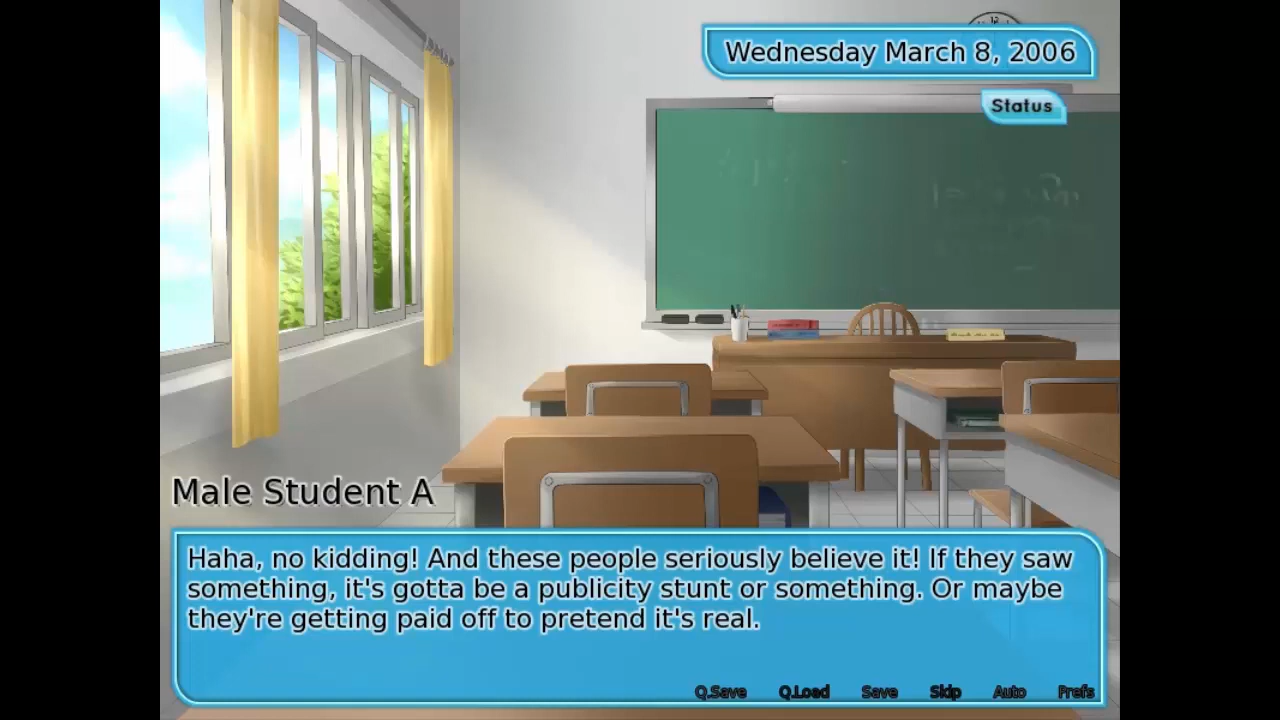 Wednesday March 8, 2006
Status
Male Student A
Haha, no kidding! And these people seriously believe it! If they saw
something, it's gotta be a publicity stunt or something. Or maybe
they're getting paid off to pretend it's real.
Q.Save Q.Load Save Skip Auto Prefs